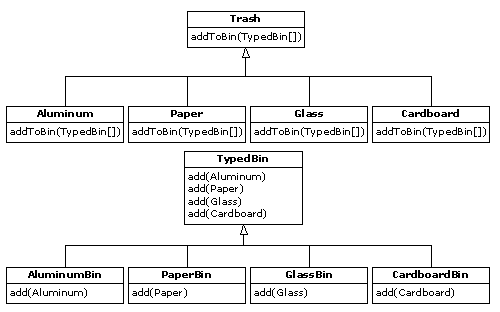 Trash
addToBin(TypedBin[])
Aluminum Paper Glass Cardboard
addToBin(TypedBin[]) addToBin(TypedBin[]) addToBin(TypedBin[]) addToBin(TypedBin[])
TypedBin
add(Aluminum)
add(Paper)
add(Glass)
add(Cardboard)
AluminumBin PaperBin GlassBin CardboardBin
add(Aluminum) add(Paper) add(Glass) add(Cardboard)